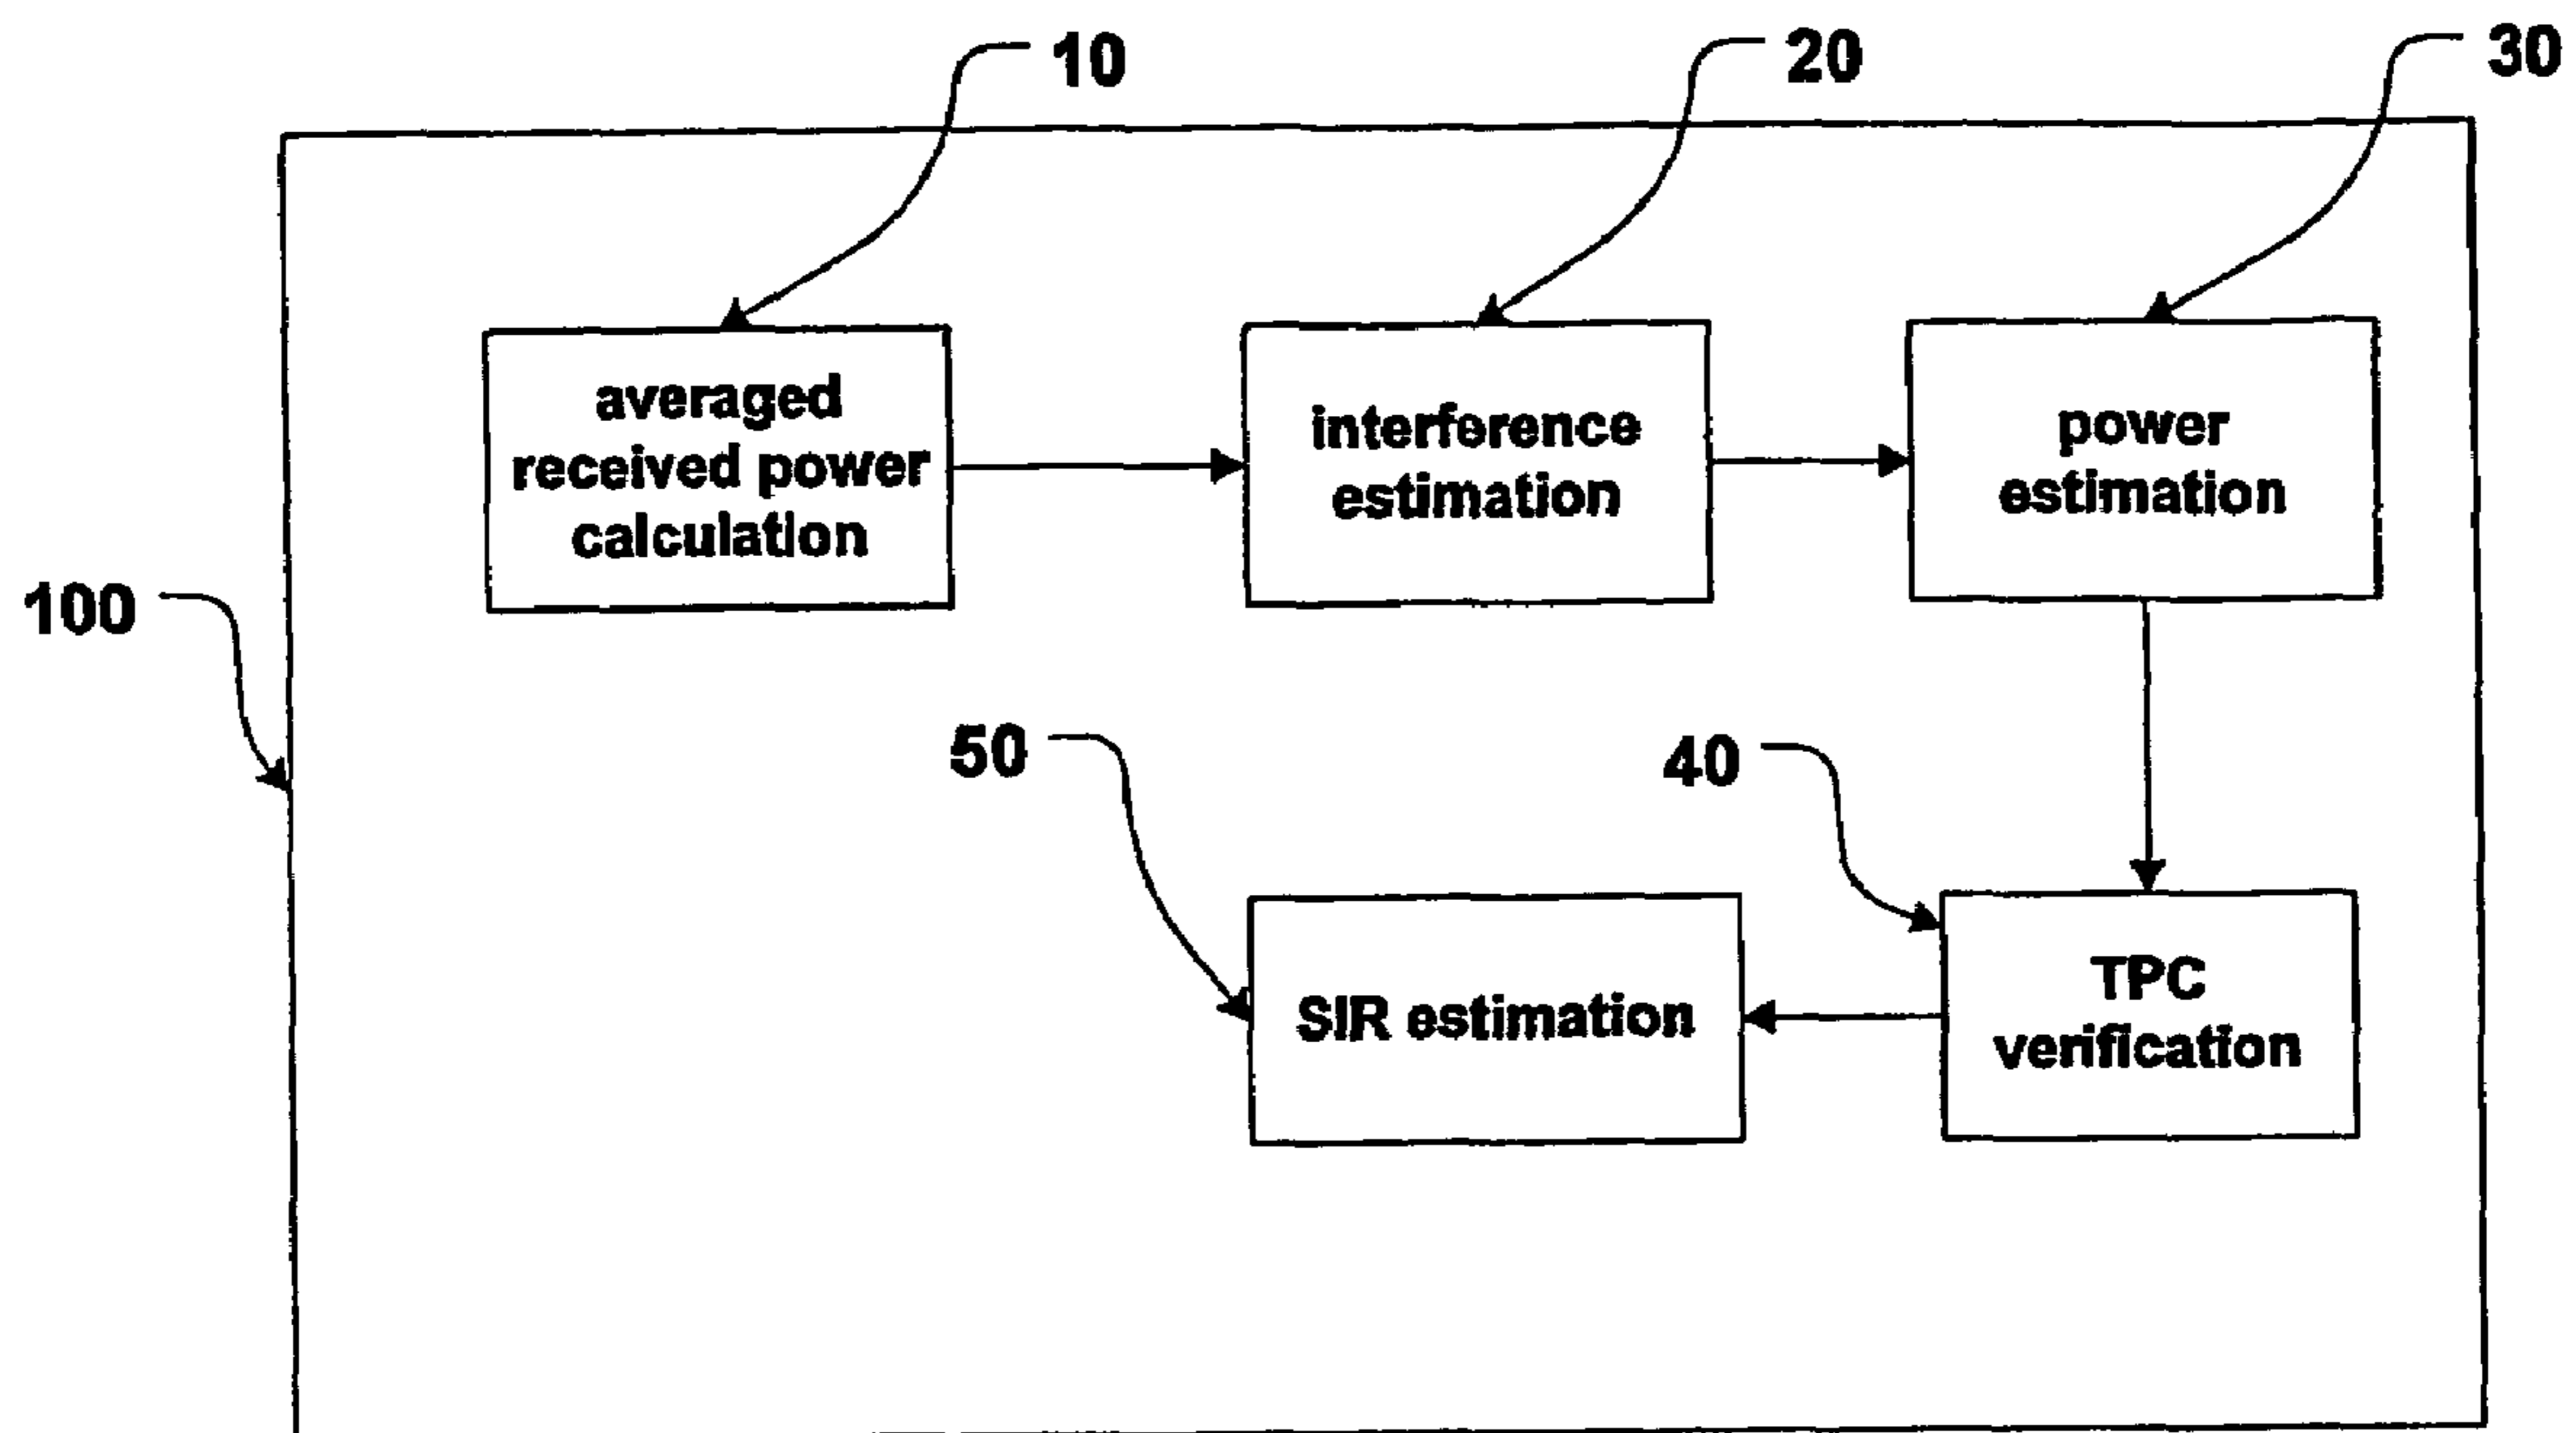 10
20
30
averaged
received power
calculation
interference
estimation
power
estimation
100
50
40
SIR estimation
TPC
verification